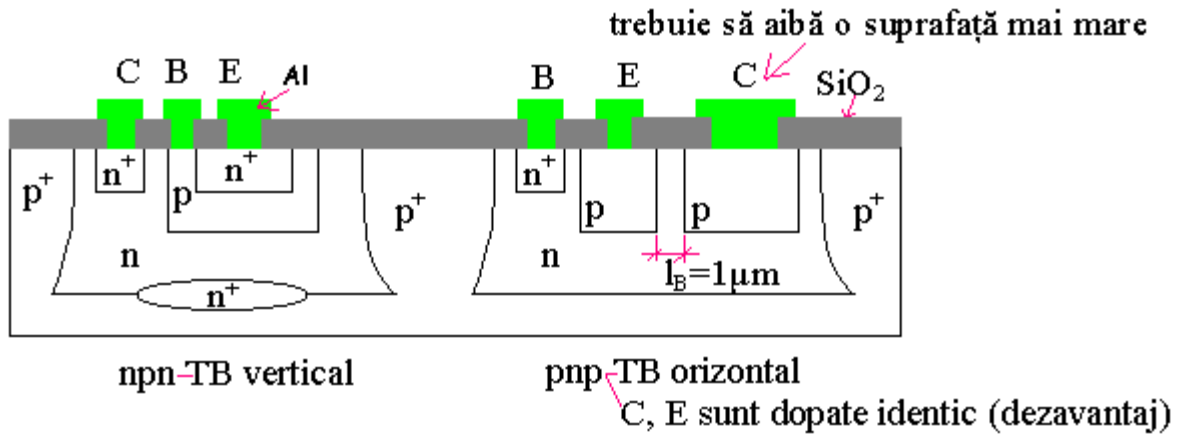 trebuie să aibă o suprafață mai mare
C B E Al B E C SiO₂
n⁺ n⁺ n⁺
p⁺ p p⁺ p p p⁺
n n
n⁺ l_B=1µm
npn-TB vertical pnp-TB orizontal
C, E sunt dopate identic (dezavantaj)